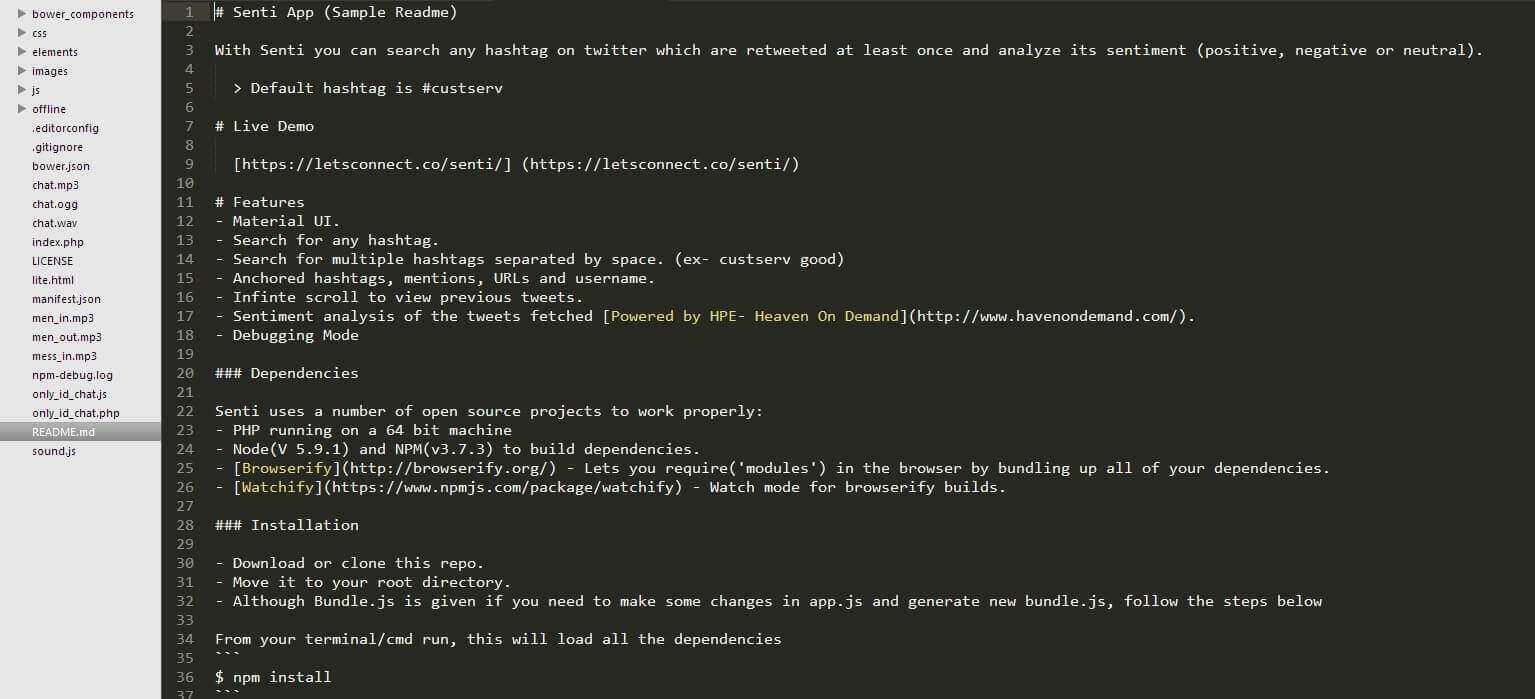 bower_components
css
elements
images
js
offline
.editorconfig
.gitignore
bower.json
chat.mp3
chat.ogg
chat.wav
index.php
LICENSE
lite.html
manifest.json
men_in.mp3
men_out.mp3
mess_in.mp3
npm-debug.log
only_id_chat.js
only_id_chat.php
README.md
sound.js
1 # Senti App (Sample Readme)
2
3 With Senti you can search any hashtag on twitter which are retweeted at least once and analyze its sentiment (positive, negative or neutral).
4
5 > Default hashtag is #custserv
6
7 # Live Demo
8
9 [https://letsconnect.co/senti/] (https://letsconnect.co/senti/)
10
11 # Features
12 - Material UI.
13 - Search for any hashtag.
14 - Search for multiple hashtags separated by space. (ex- custserv good)
15 - Anchored hashtags, mentions, URLs and username.
16 - Infinte scroll to view previous tweets.
17 - Sentiment analysis of the tweets fetched [Powered by HPE- Heaven On Demand](http://www.havenondemand.com/).
18 - Debugging Mode
19
20 ### Dependencies
21
22 Senti uses a number of open source projects to work properly:
23 - PHP running on a 64 bit machine
24 - Node(V 5.9.1) and NPM(v3.7.3) to build dependencies.
25 - [Browserify](http://browserify.org/) - Lets you require('modules') in the browser by bundling up all of your dependencies.
26 - [Watchify](https://www.npmjs.com/package/watchify) - Watch mode for browserify builds.
27
28 ### Installation
29
30 - Download or clone this repo.
31 - Move it to your root directory.
32 - Although Bundle.js is given if you need to make some changes in app.js and generate new bundle.js, follow the steps below
33
34 From your terminal/cmd run, this will load all the dependencies
35 ```
36 $ npm install
37 ```